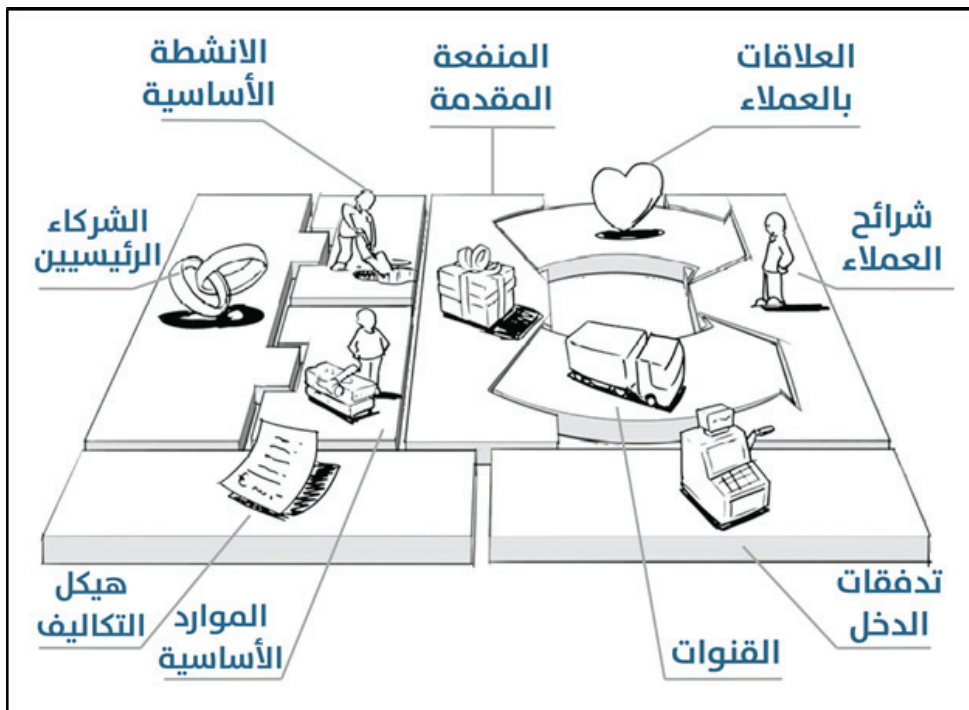 العلاقات
بالعملاء
المنفعة
المقدمة
الانشطة
الأساسية
شرائح
العملاء
الشركاء
الرئيسيين
تدفقات
الدخل
القنوات
الموارد
الأساسية
هيكل
التكاليف